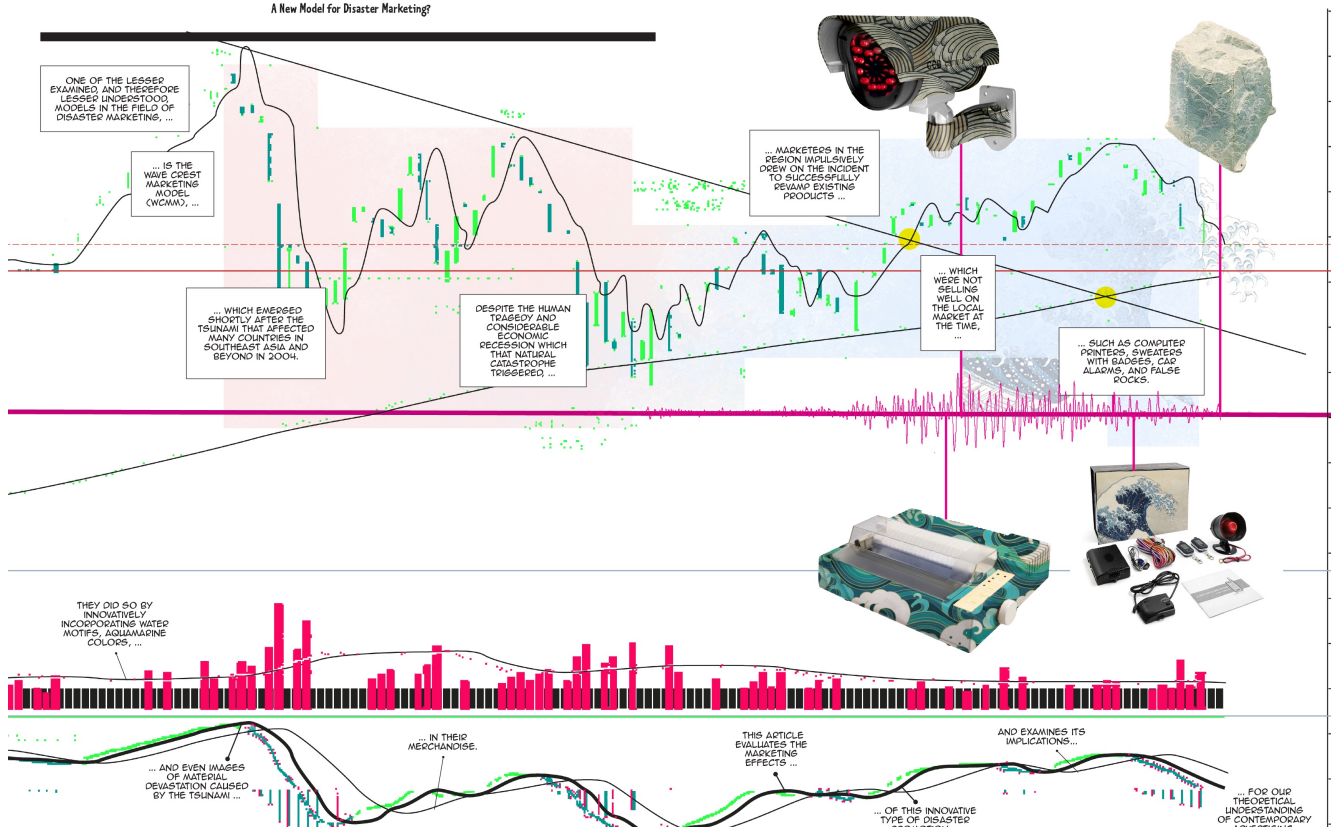 A New Model for Disaster Marketing?
ONE OF THE LESSER
EXAMINED, AND THEREFORE
LESSER UNDERSTOOD,
MODELS IN THE FIELD OF
DISASTER MARKETING, ...
... IS THE
WAVE CREST
MARKETING
MODEL
(WCMM), ...
... WHICH EMERGED
SHORTLY AFTER THE
TSUNAMI THAT AFFECTED
MANY COUNTRIES IN
SOUTHEAST ASIA AND
BEYOND IN 2004.
DESPITE THE HUMAN
TRAGEDY AND
CONSIDERABLE
ECONOMIC
RECESSION WHICH
THAT NATURAL
CATASTROPHE
TRIGGERED, ...
... MARKETERS IN THE
REGION IMPULSIVELY
DREW ON THE INCIDENT
TO SUCCESSFULLY
REVAMP EXISTING
PRODUCTS ...
... WHICH
WERE NOT
SELLING
WELL ON
THE LOCAL
MARKET AT
THE TIME,
...
... SUCH AS COMPUTER
PRINTERS, SWEATERS
WITH BADGES, CAR
ALARMS, AND FALSE
ROCKS.
THEY DID SO BY
INNOVATIVELY
INCORPORATING WATER
MOTIFS, AQUAMARINE
COLORS, ...
... AND EVEN IMAGES
OF MATERIAL
DEVASTATION CAUSED
BY THE TSUNAMI ...
... IN THEIR
MERCHANDISE.
THIS ARTICLE
EVALUATES THE
MARKETING
EFFECTS ...
... OF THIS INNOVATIVE
TYPE OF DISASTER
AND EXAMINES ITS
IMPLICATIONS...
... FOR OUR
THEORETICAL
UNDERSTANDING
OF CONTEMPORARY